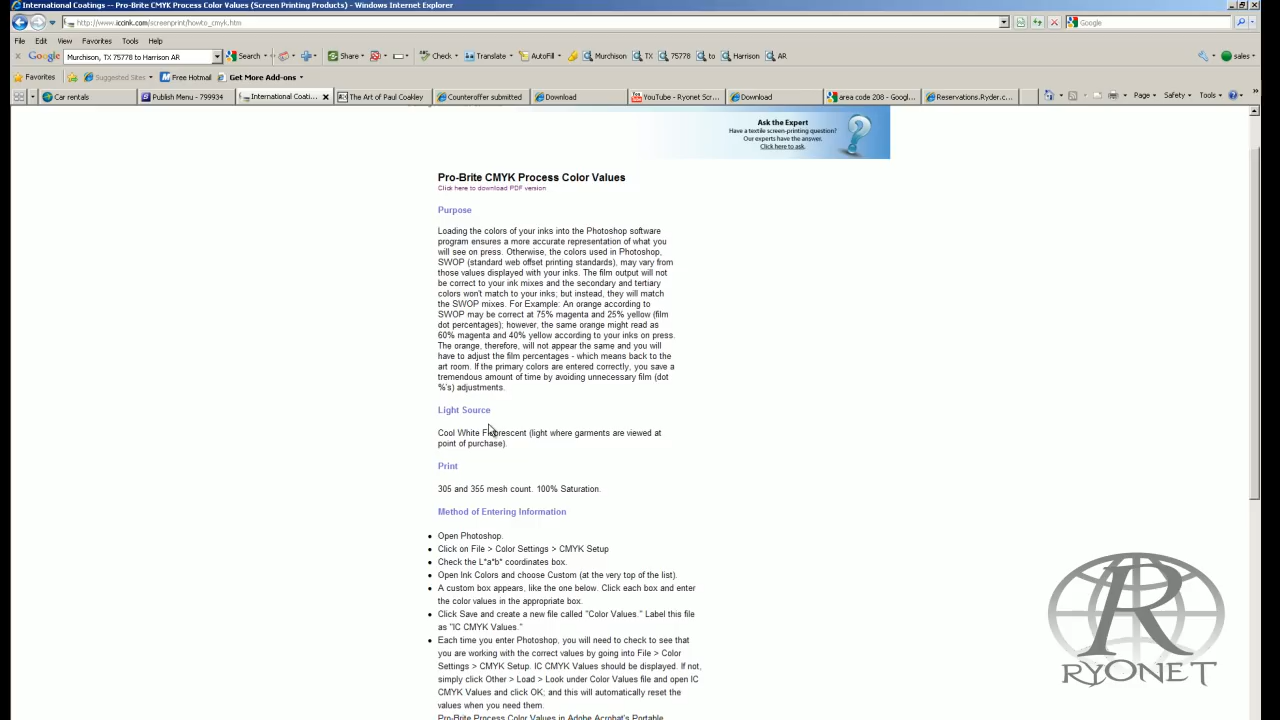 International Coatings -- Pro-Brite CMYK Process Color Values (Screen Printing Products) - Windows Internet Explorer
http://www.iccink.com/screenprint/howto_cmyk.htm
Google
File Edit View Favorites Tools Help
Google Murchison, TX 75778 to Harrison AR Search Share Check Translate AutoFill Murchison TX 75778 to Harrison AR sales
Favorites Suggested Sites Free Hotmail Get More Add-ons
Car rentals Publish Menu - 799934 International Coati... The Art of Paul Coakley Counteroffer submitted Download YouTube - Ryonet Scr... Download area code 208 - Googl... Reservations.Ryder.c... Page Safety Tools
Ask the Expert
Have a textile screen-printing question?
Our experts have the answer.
Click here to ask.
Pro-Brite CMYK Process Color Values
Click here to download PDF version
Purpose
Loading the colors of your inks into the Photoshop software
program ensures a more accurate representation of what you
will see on press. Otherwise, the colors used in Photoshop,
SWOP (standard web offset printing standards), may vary from
those values displayed with your inks. The film output will not
be correct to your ink mixes and the secondary and tertiary
colors won't match to your inks; but instead, they will match
the SWOP mixes. For Example: An orange according to
SWOP may be correct at 75% magenta and 25% yellow (film
dot percentages); however, the same orange might read as
60% magenta and 40% yellow according to your inks on press.
The orange, therefore, will not appear the same and you will
have to adjust the film percentages - which means back to the
art room. If the primary colors are entered correctly, you save a
tremendous amount of time by avoiding unnecessary film (dot
%'s) adjustments.
Light Source
Cool White Fluorescent (light where garments are viewed at
point of purchase).
Print
305 and 355 mesh count. 100% Saturation.
Method of Entering Information
Open Photoshop.
Click on File > Color Settings > CMYK Setup
Check the L*a*b* coordinates box.
Open Ink Colors and choose Custom (at the very top of the list).
A custom box appears, like the one below. Click each box and enter
the color values in the appropriate box.
Click Save and create a new file called "Color Values." Label this file
as "IC CMYK Values."
Each time you enter Photoshop, you will need to check to see that
you are working with the correct values by going into File > Color
Settings > CMYK Setup. IC CMYK Values should be displayed. If not,
simply click Other > Load > Look under Color Values file and open IC
CMYK Values and click OK; and this will automatically reset the
values when you need them.
Pro-Brite Process Color Values in Adobe Acrobat's Portable
R
RYONET